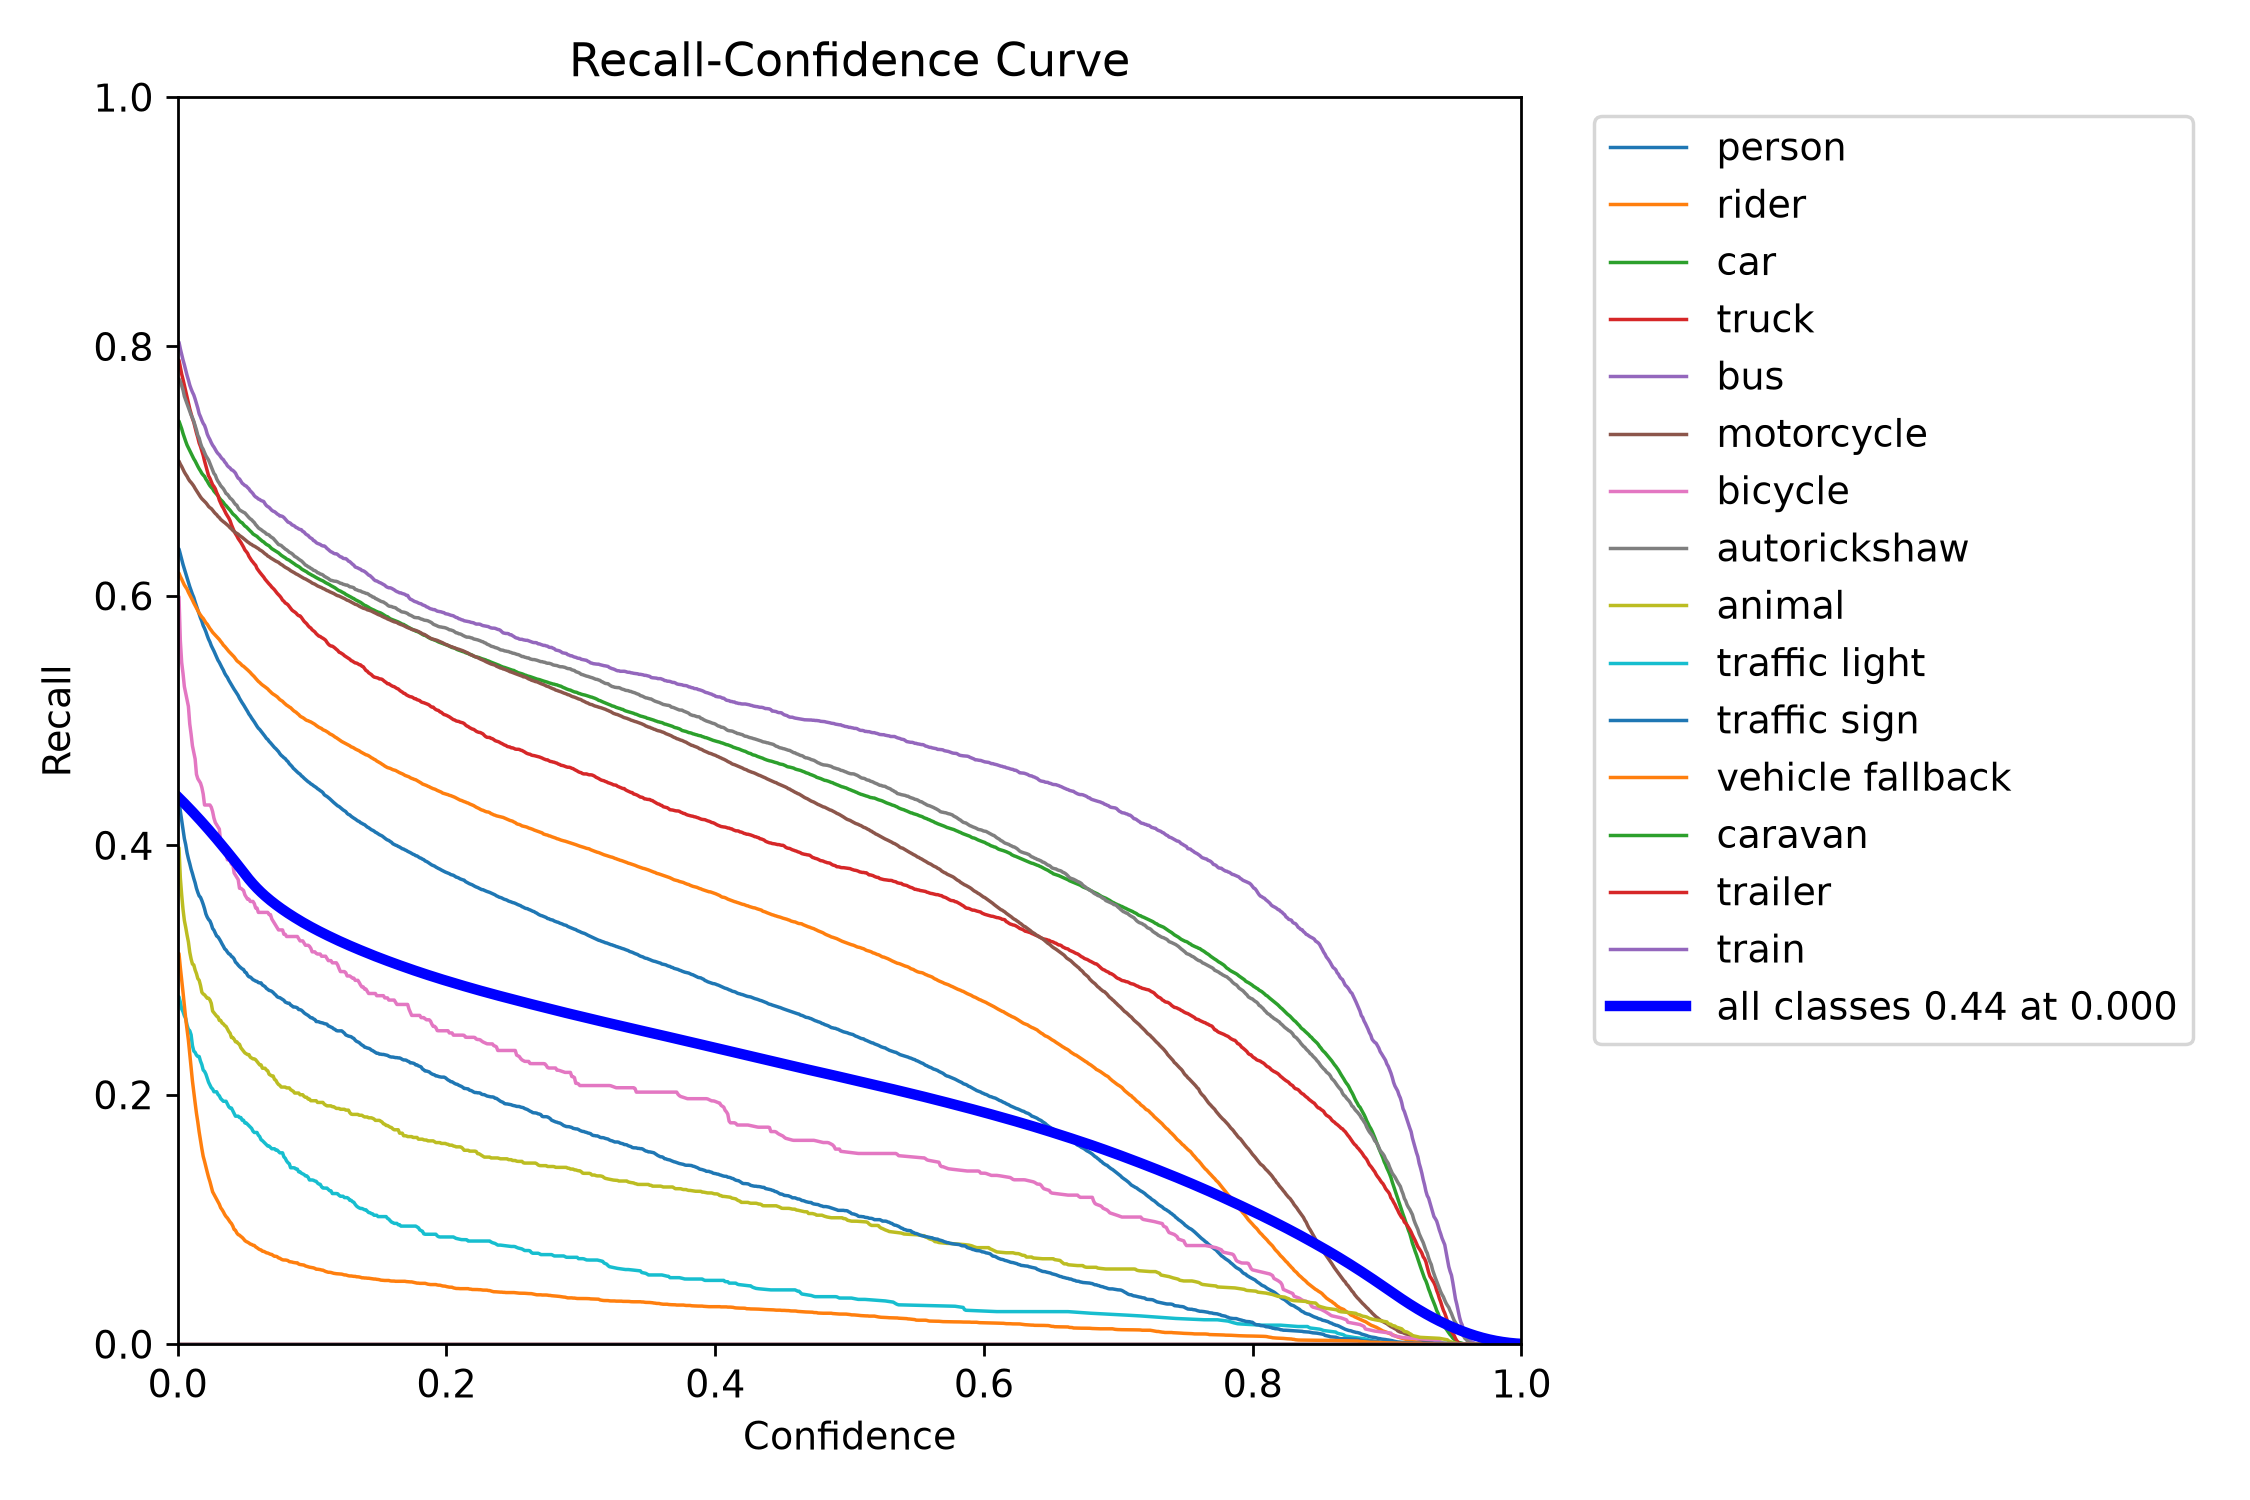 Recall-Confidence Curve
1.0
0.8
0.6
0.4
0.2
0.0
Recall
0.0 0.2 0.4 0.6 0.8 1.0
Confidence
person
rider
car
truck
bus
motorcycle
bicycle
autorickshaw
animal
traffic light
traffic sign
vehicle fallback
caravan
trailer
train
all classes 0.44 at 0.000